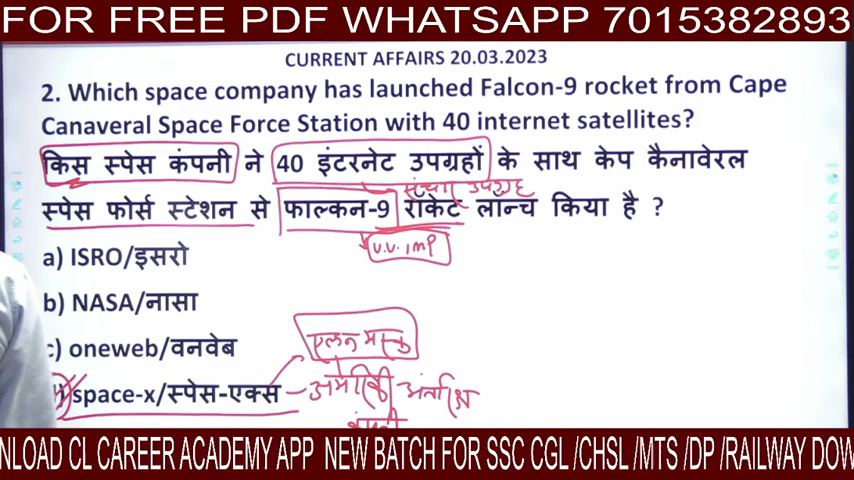 FOR FREE PDF WHATSAPP 7015382893
CURRENT AFFAIRS 20.03.2023
2. Which space company has launched Falcon-9 rocket from Cape
Canaveral Space Force Station with 40 internet satellites?
किस स्पेस कंपनी ने 40 इंटरनेट उपग्रहों के साथ केप कैनावेरल
संचार उपग्रह
स्पेस फोर्स स्टेशन से फाल्कन-9 रॉकेट लॉन्च किया है ?
v.v. imp
a) ISRO/इसरो
b) NASA/नासा
एलन मस्क
c) oneweb/वनवेब
space-x/स्पेस-एक्स
NLOAD CL CAREER ACADEMY APP NEW BATCH FOR SSC CGL /CHSL /MTS /DP /RAILWAY DOW